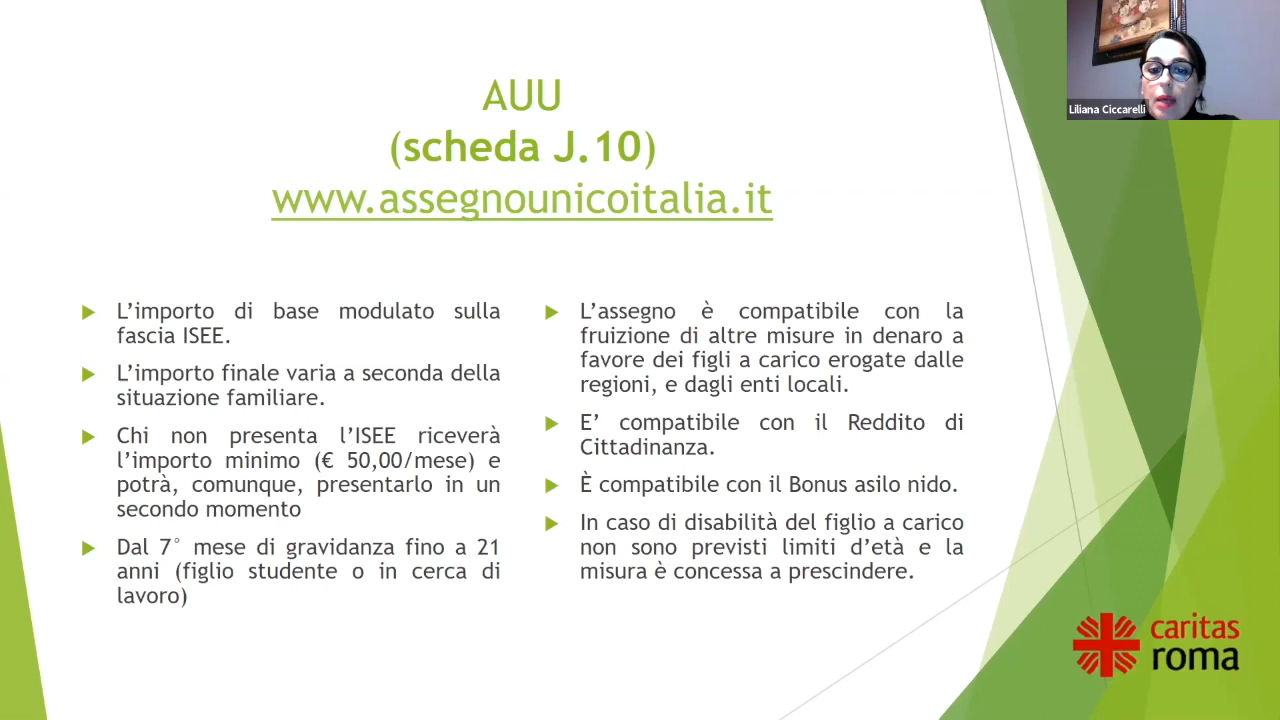 AUU
(scheda J.10)
www.assegnounicoitalia.it
Liliana Ciccarelli
L’importo di base modulato sulla
fascia ISEE.
L’importo finale varia a seconda della
situazione familiare.
Chi non presenta l’ISEE riceverà
l’importo minimo (€ 50,00/mese) e
potrà, comunque, presentarlo in un
secondo momento
Dal 7° mese di gravidanza fino a 21
anni (figlio studente o in cerca di
lavoro)
L’assegno è compatibile con la
fruizione di altre misure in denaro a
favore dei figli a carico erogate dalle
regioni, e dagli enti locali.
E’ compatibile con il Reddito di
Cittadinanza.
È compatibile con il Bonus asilo nido.
In caso di disabilità del figlio a carico
non sono previsti limiti d’età e la
misura è concessa a prescindere.
caritas
roma